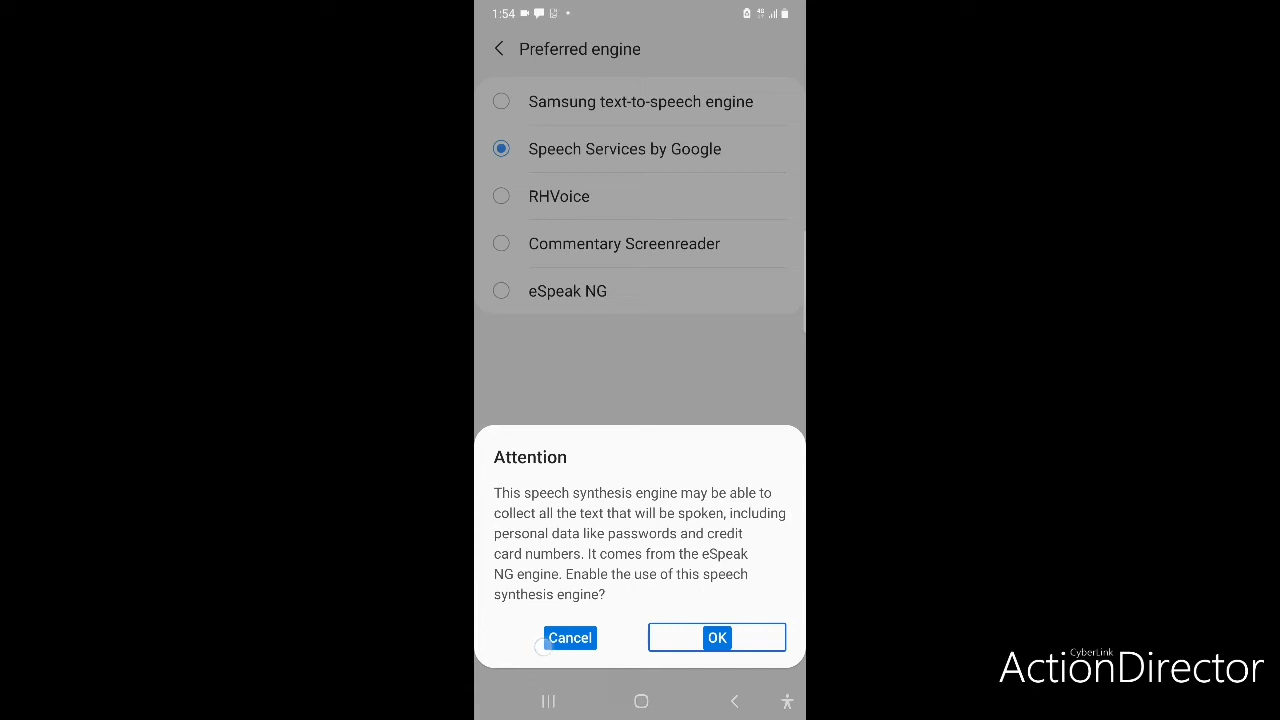 1:54
Preferred engine
Samsung text-to-speech engine
Speech Services by Google
RHVoice
Commentary Screenreader
eSpeak NG
Attention
This speech synthesis engine may be able to
collect all the text that will be spoken, including
personal data like passwords and credit
card numbers. It comes from the eSpeak
NG engine. Enable the use of this speech
synthesis engine?
Cancel OK
CyberLink
ActionDirector